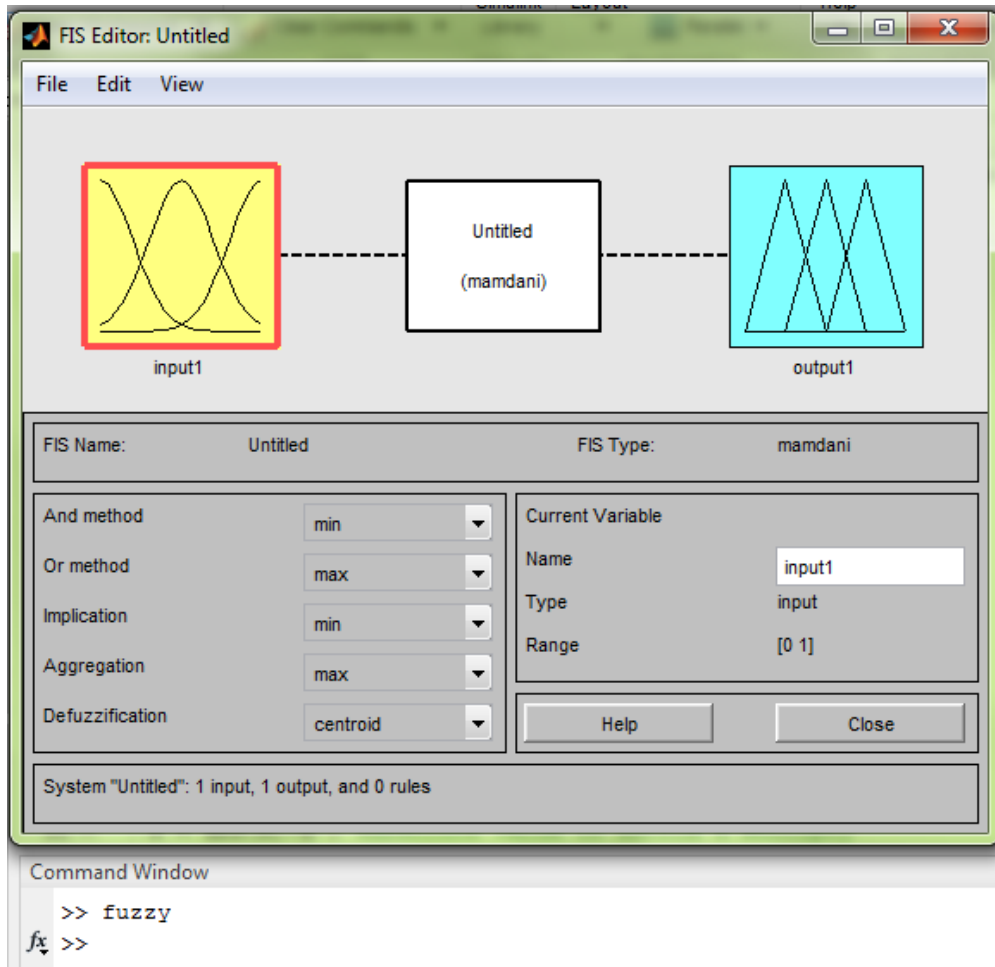 FIS Editor: Untitled
File Edit View
Untitled
(mamdani)
input1
output1
FIS Name: Untitled FIS Type: mamdani
And method min
Or method max
Implication min
Aggregation max
Defuzzification centroid
Current Variable
Name input1
Type input
Range [0 1]
Help Close
System "Untitled": 1 input, 1 output, and 0 rules
Command Window
>> fuzzy
fx >>